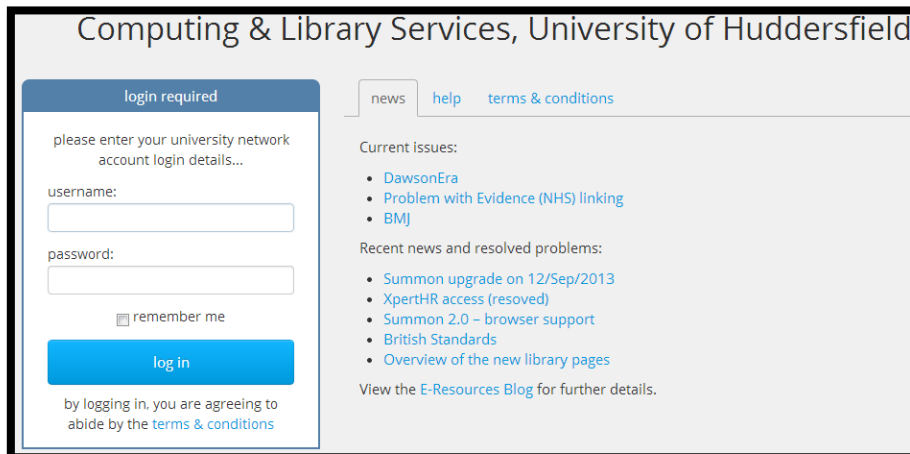 Computing & Library Services, University of Huddersfield
login required
please enter your university network
account login details...
username:
password:
remember me
log in
by logging in, you are agreeing to
abide by the terms & conditions
news help terms & conditions
Current issues:
DawsonEra
Problem with Evidence (NHS) linking
BMJ
Recent news and resolved problems:
Summon upgrade on 12/Sep/2013
XpertHR access (resoved)
Summon 2.0 – browser support
British Standards
Overview of the new library pages
View the E-Resources Blog for further details.